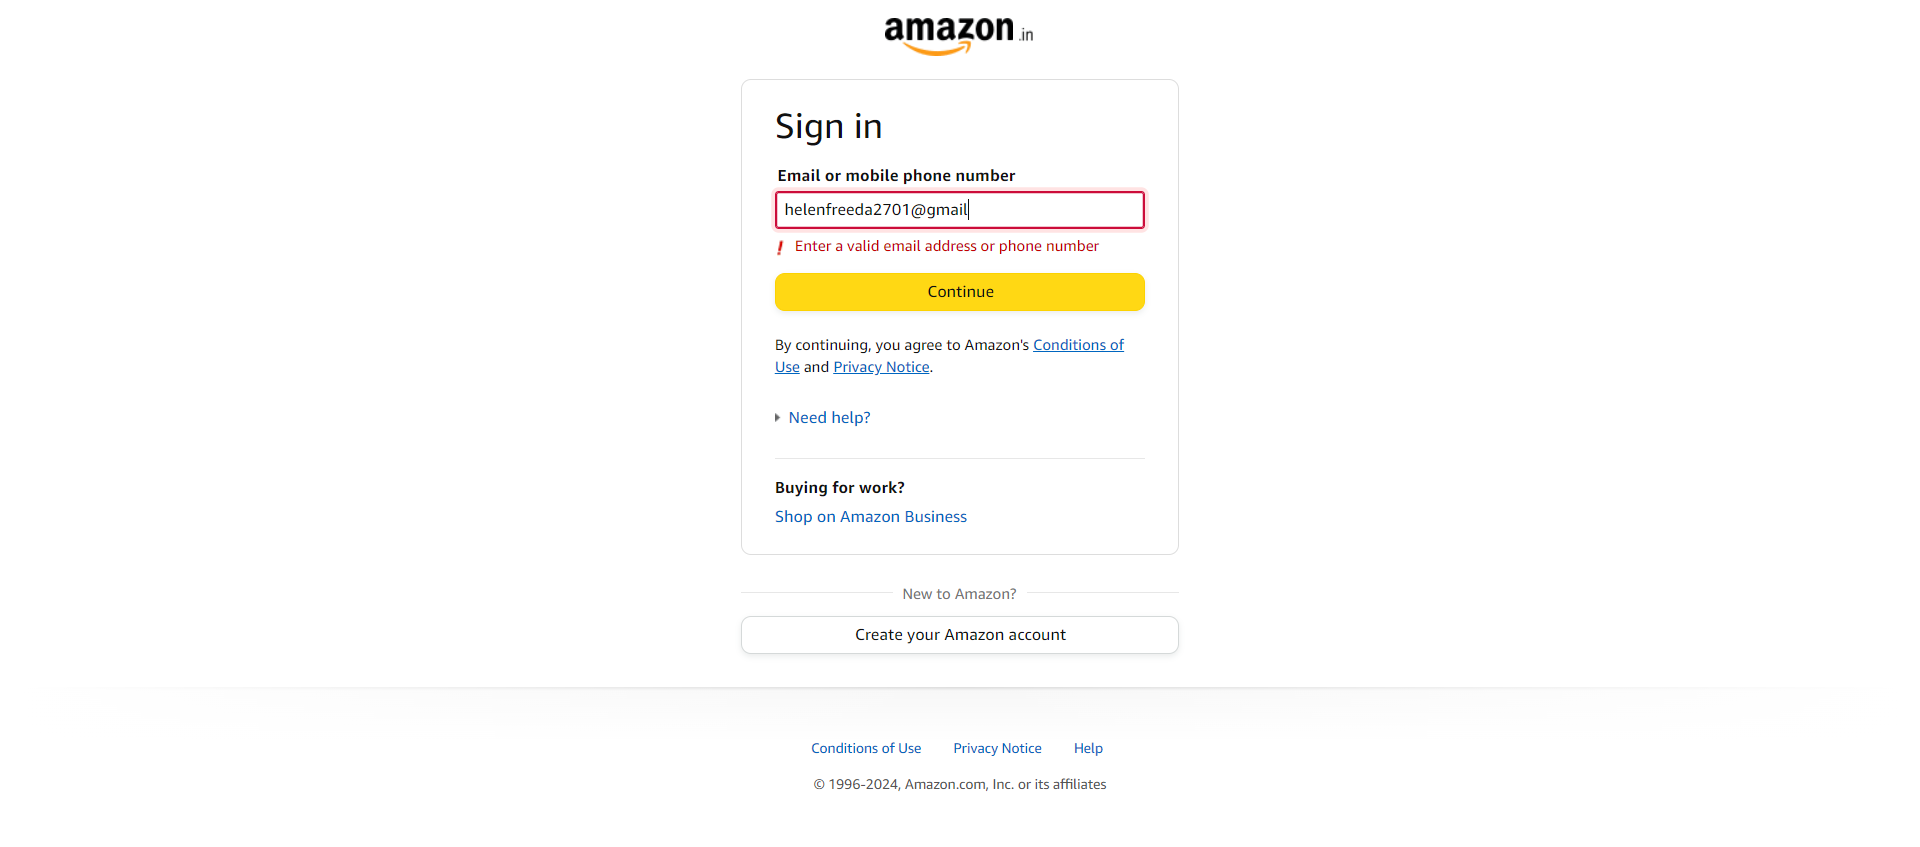 amazon.in
Sign in
Email or mobile phone number
helenfreeda2701@gmail
! Enter a valid email address or phone number
Continue
By continuing, you agree to Amazon's Conditions of
Use and Privacy Notice.
Need help?
Buying for work?
Shop on Amazon Business
New to Amazon?
Create your Amazon account
Conditions of Use Privacy Notice Help
© 1996-2024, Amazon.com, Inc. or its affiliates